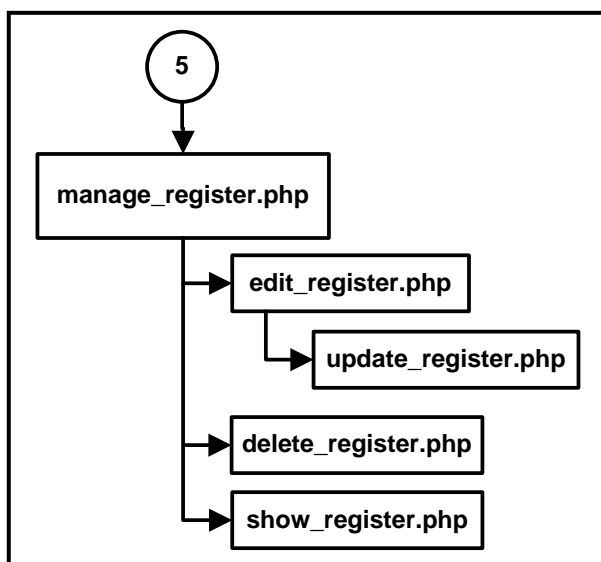 5
manage_register.php
edit_register.php
update_register.php
delete_register.php
show_register.php